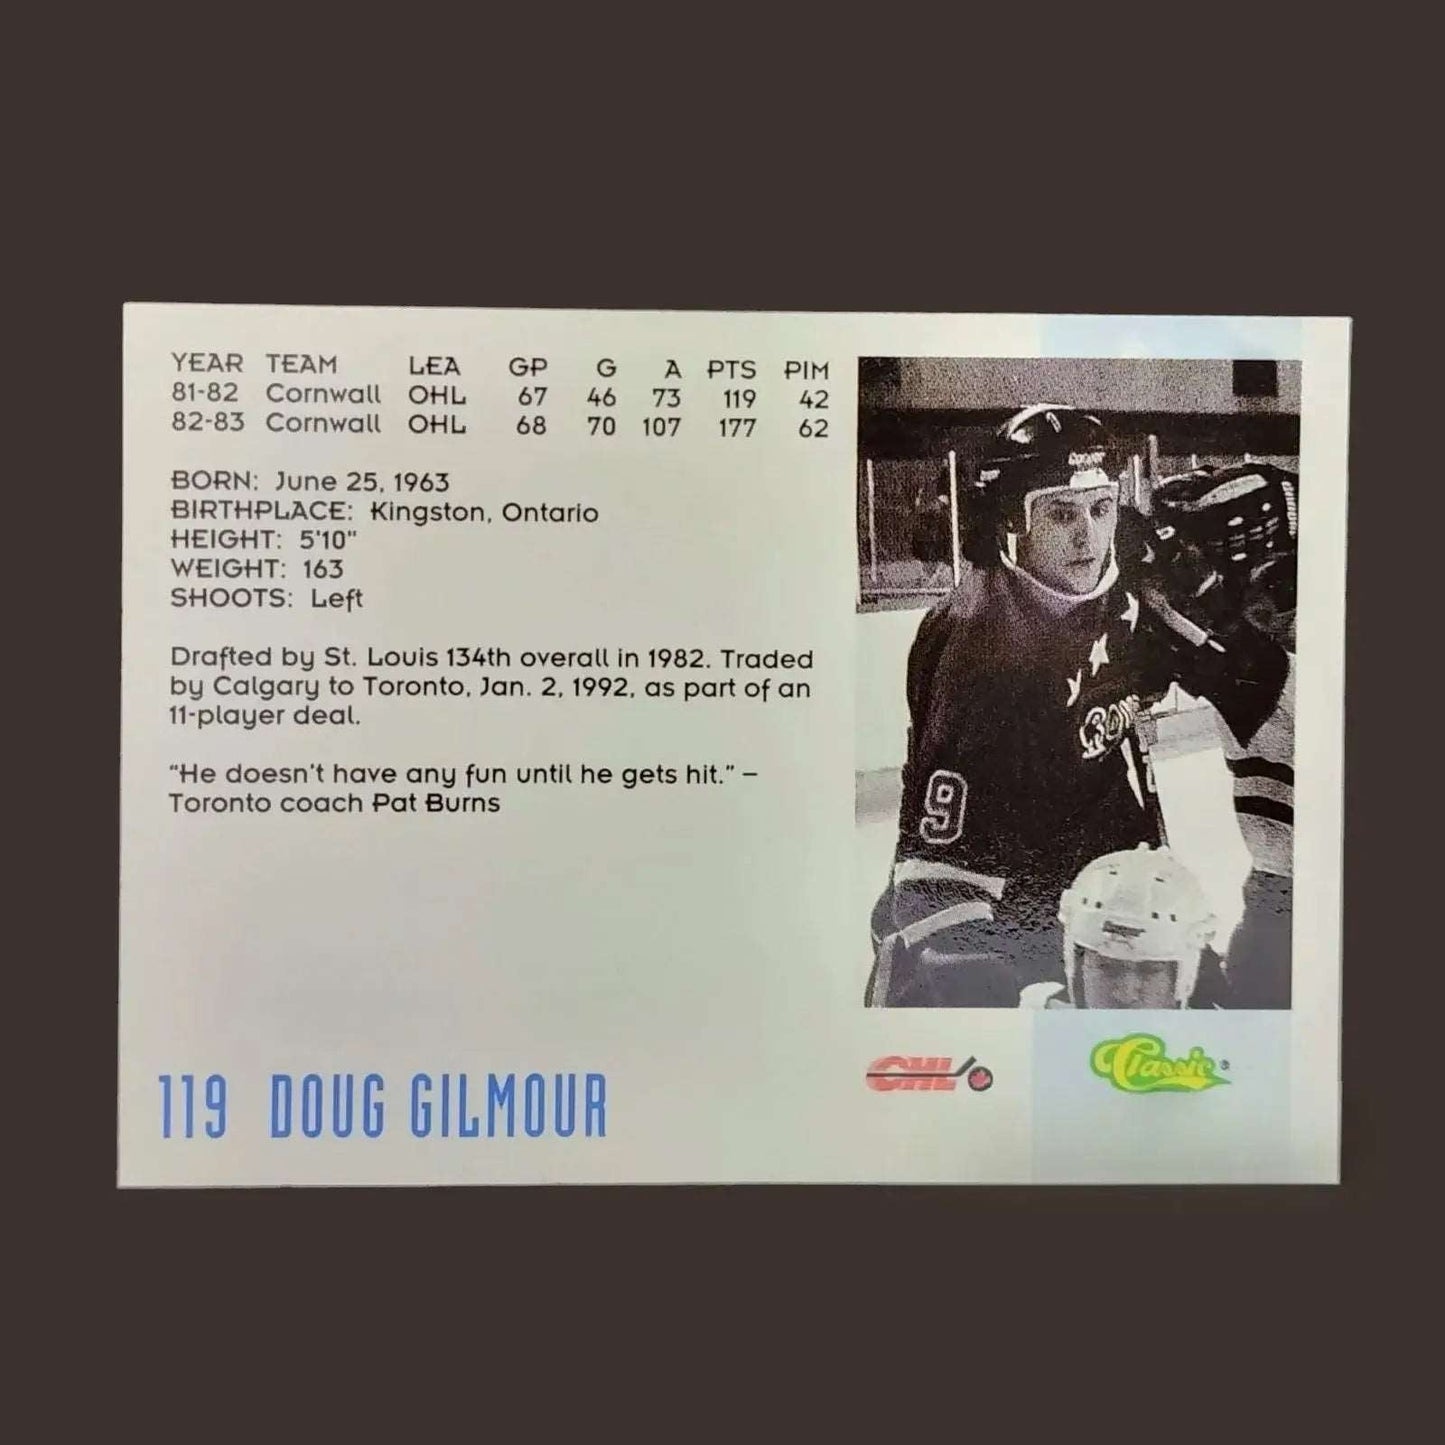 YEAR TEAM LEA GP G A PTS PIM
81-82 Cornwall OHL 67 46 73 119 42
82-83 Cornwall OHL 68 70 107 177 62
BORN: June 25, 1963
BIRTHPLACE: Kingston, Ontario
HEIGHT: 5'10"
WEIGHT: 163
SHOOTS: Left
Drafted by St. Louis 134th overall in 1982. Traded
by Calgary to Toronto, Jan. 2, 1992, as part of an
11-player deal.
"He doesn't have any fun until he gets hit." –
Toronto coach Pat Burns
9
OHL
Classic®
119 DOUG GILMOUR